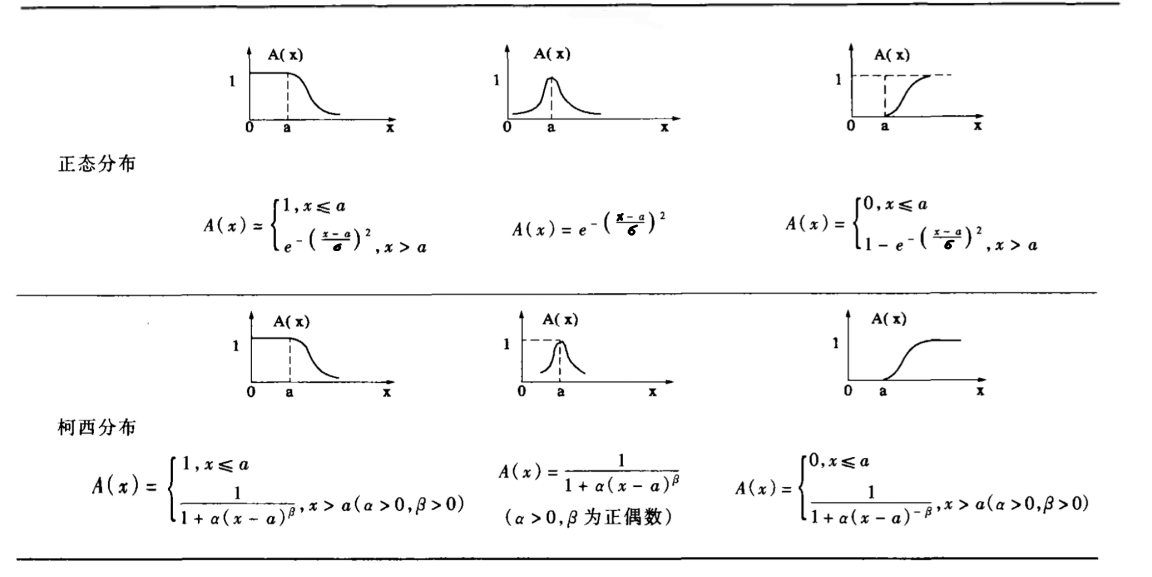 A(x) A(x) A(x)
1 1 1
0 a x 0 a x 0 a x
正态分布
A(x) = { 1, x ⩽ a; e^{-((x-a)/σ)^2}, x > a
A(x) = e^{-((x-a)/σ)^2}
A(x) = { 0, x ⩽ a; 1 - e^{-((x-a)/σ)^2}, x > a
A(x) A(x) A(x)
1 1 1
0 a x 0 a x 0 a x
柯西分布
A(x) = { 1, x ⩽ a; 1/(1 + α(x - a)^β), x > a(α>0, β>0)
A(x) = 1/(1 + α(x - a)^β)
(α>0, β 为正偶数)
A(x) = { 0, x ⩽ a; 1/(1 + α(x - a)^{-β}), x > a(α>0, β>0)